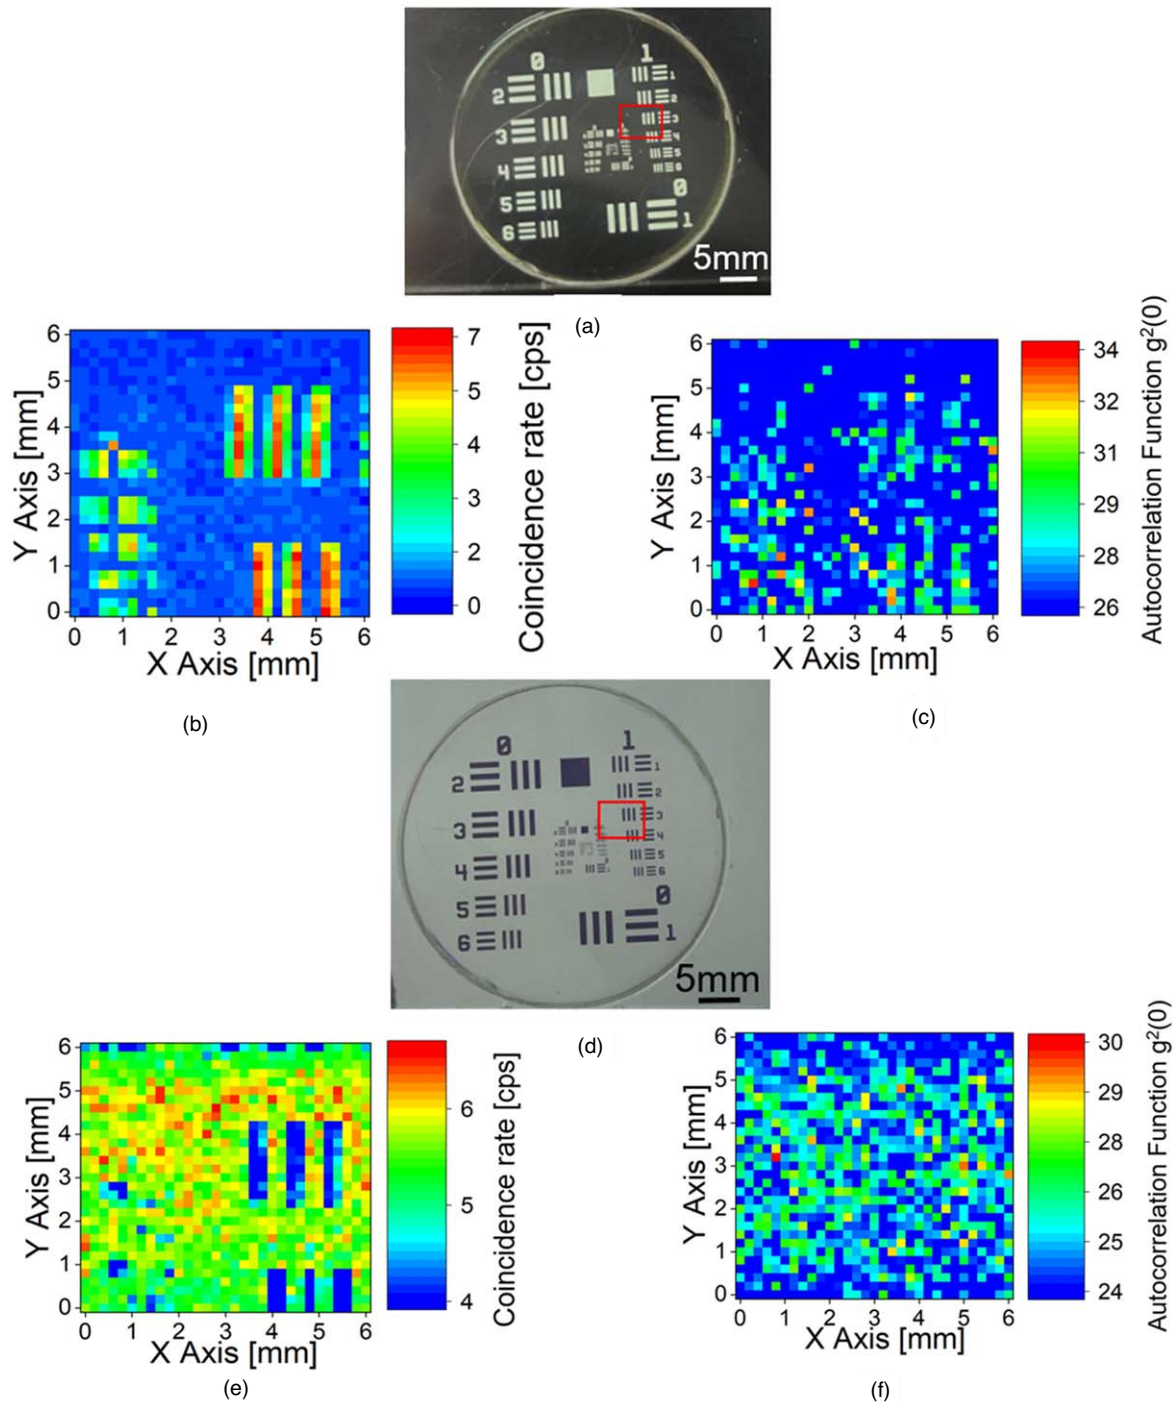 0 1
2 1
2
3 3
4
4 5
5 6
0
6 1
5mm
(a)
6 7
5 5
4 4
3 3
2 2
1
0 0
0 1 2 3 4 5 6
Y Axis [mm]
X Axis [mm]
Coincidence rate [cps]
(b)
6 34
5 32
4 31
3 29
2 28
1
0 26
0 1 2 3 4 5 6
Y Axis [mm]
X Axis [mm]
Autocorrelation Function g²(0)
(c)
0 1
2 1
2
3 3
4
4 5
5 6
0
6 1
5mm
(d)
6
5 6
4
3
2 5
1
0 4
0 1 2 3 4 5 6
Y Axis [mm]
X Axis [mm]
Coincidence rate [cps]
(e)
6 30
5 29
4 28
3 26
2 25
1
0 24
0 1 2 3 4 5 6
Y Axis [mm]
X Axis [mm]
Autocorrelation Function g²(0)
(f)